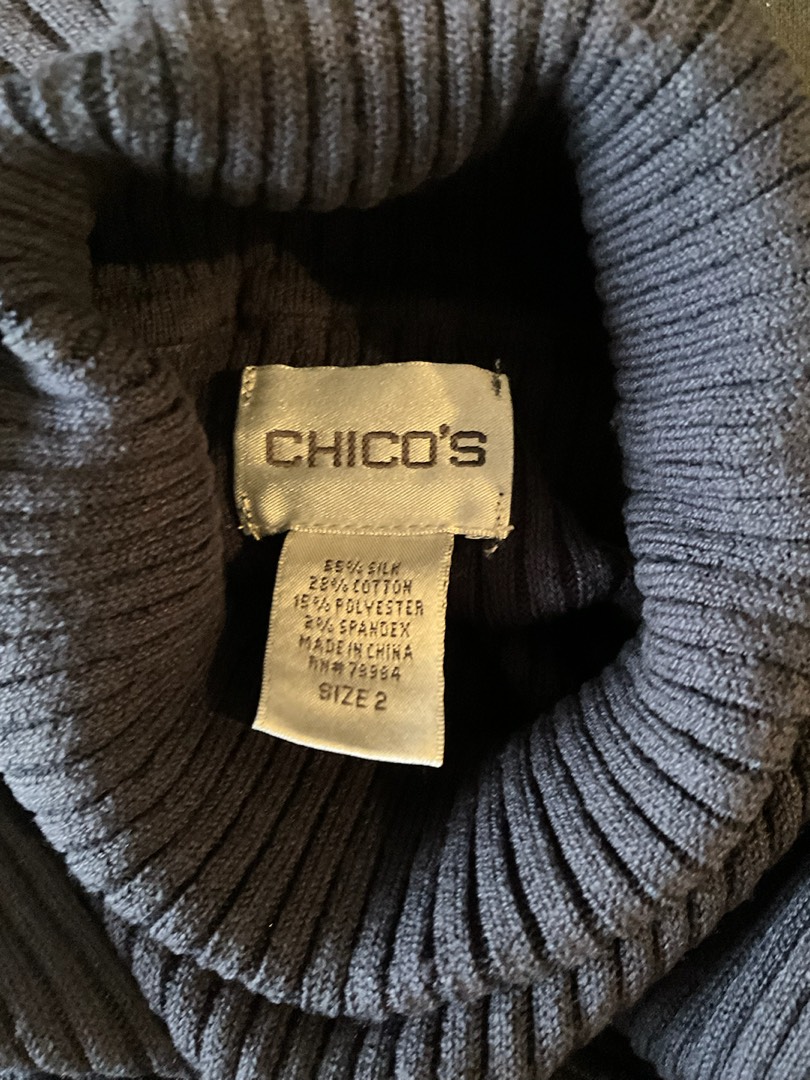 CHICO'S
55% SILK
28% COTTON
15% POLYESTER
2% SPANDEX
MADE IN CHINA
RN# 79984
SIZE 2